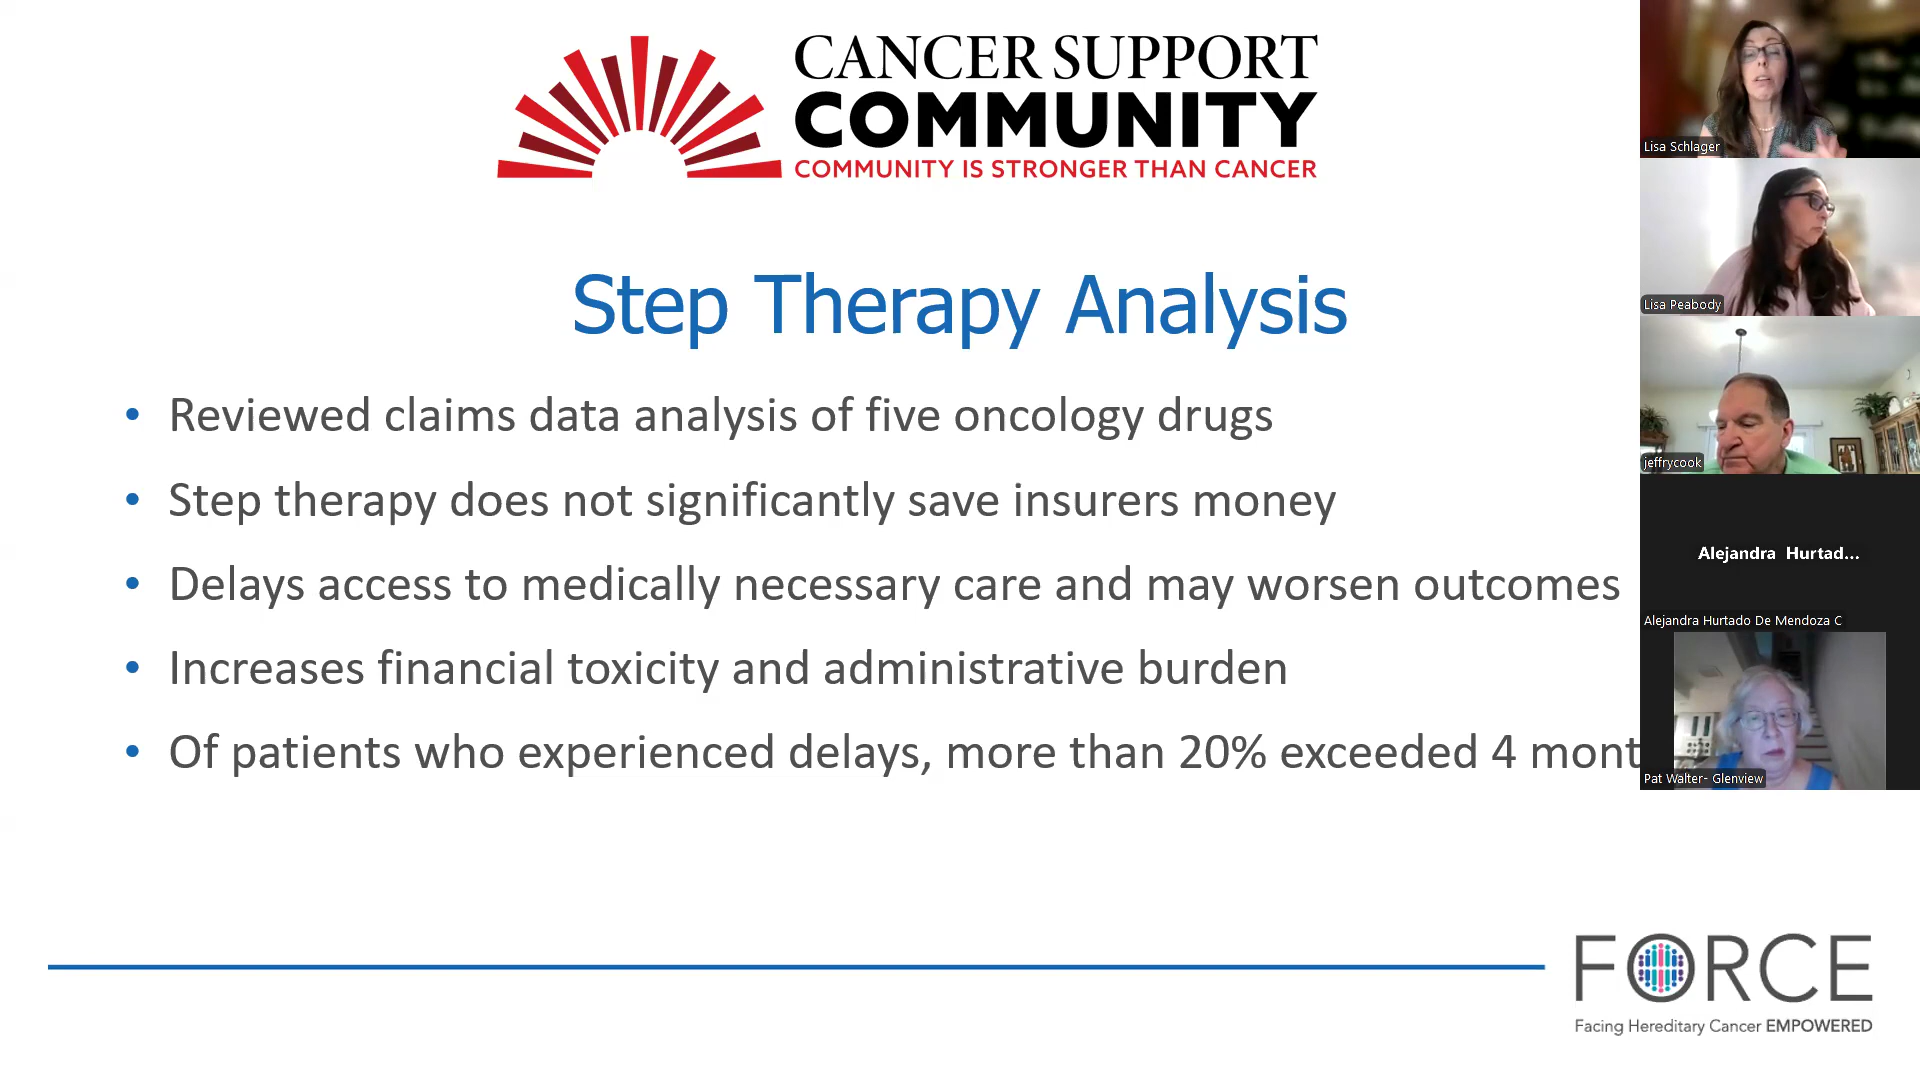 CANCER SUPPORT
COMMUNITY
COMMUNITY IS STRONGER THAN CANCER
Step Therapy Analysis
• Reviewed claims data analysis of five oncology drugs
• Step therapy does not significantly save insurers money
• Delays access to medically necessary care and may worsen outcomes
• Increases financial toxicity and administrative burden
• Of patients who experienced delays, more than 20% exceeded 4 mont
Lisa Schlager
Lisa Peabody
jeffrycook
Alejandra Hurtad...
Alejandra Hurtado De Mendoza C
Pat Walter- Glenview
FORCE
Facing Hereditary Cancer EMPOWERED